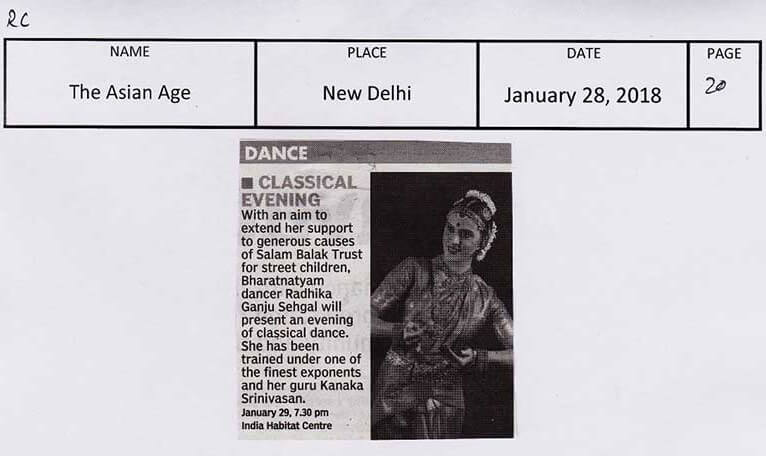 RC
NAME PLACE DATE PAGE
The Asian Age New Delhi January 28, 2018 20
DANCE
■ CLASSICAL
EVENING
With an aim to
extend her support
to generous causes
of Salam Balak Trust
for street children,
Bharatnatyam
dancer Radhika
Ganju Sehgal will
present an evening
of classical dance.
She has been
trained under one of
the finest exponents
and her guru Kanaka
Srinivasan.
January 29, 7.30 pm
India Habitat Centre